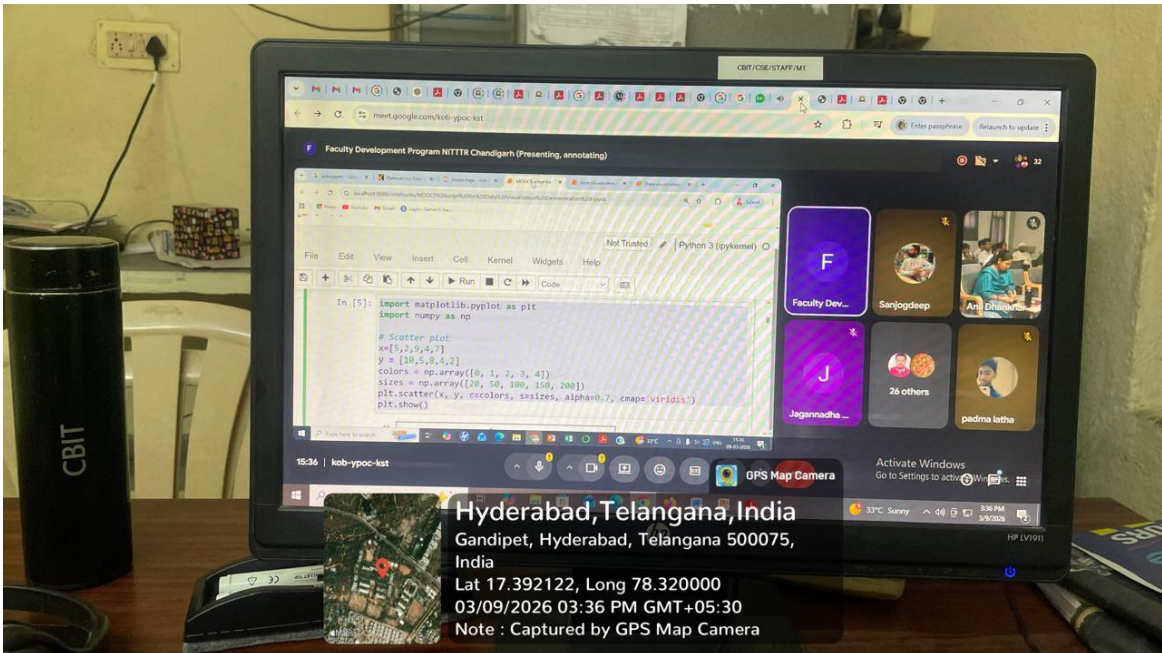 CBIT/CSE/STAFF/M1
meet.google.com/kob-ypoc-kst
Enter passphrase
Relaunch to update
F Faculty Development Program NITTTR Chandigarh (Presenting, annotating)
32
Not Trusted
Python 3 (ipykernel)
File Edit View Insert Cell Kernel Widgets Help
Run
Code
In [5]: import matplotlib.pyplot as plt
import numpy as np
# Scatter plot
x=[5,2,9,4,7]
y = [10,5,8,4,2]
colors = np.array([0, 1, 2, 3, 4])
sizes = np.array([20, 50, 100, 150, 200])
plt.scatter(x, y, c=colors, s=sizes, alpha=0.7, cmap='viridis')
plt.show()
Type here to search
F
Faculty Dev...
Sanjogdeep
Anil Dhankhar
J
Jagannadha ...
26 others
padma latha
15:36 | kob-ypoc-kst
Activate Windows
Go to Settings to activate Windows.
33°C Sunny
3:36 PM
3/9/2026
hp
HP LV1911
CBIT
GPS Map Camera
Hyderabad,Telangana,India
Gandipet, Hyderabad, Telangana 500075,
India
Lat 17.392122, Long 78.320000
03/09/2026 03:36 PM GMT+05:30
Note : Captured by GPS Map Camera